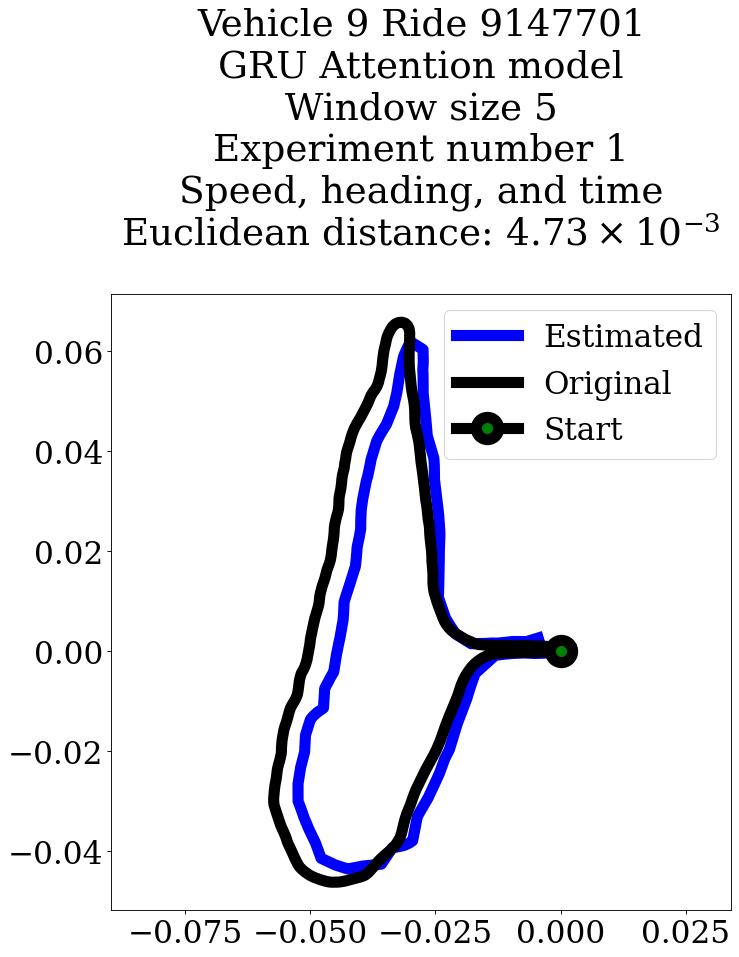 Vehicle 9 Ride 9147701
GRU Attention model
Window size 5
Experiment number 1
Speed, heading, and time
Euclidean distance: 4.73 × 10⁻³
Estimated
Original
Start
0.06
0.04
0.02
0.00
−0.02
−0.04
−0.075 −0.050 −0.025 0.000 0.025